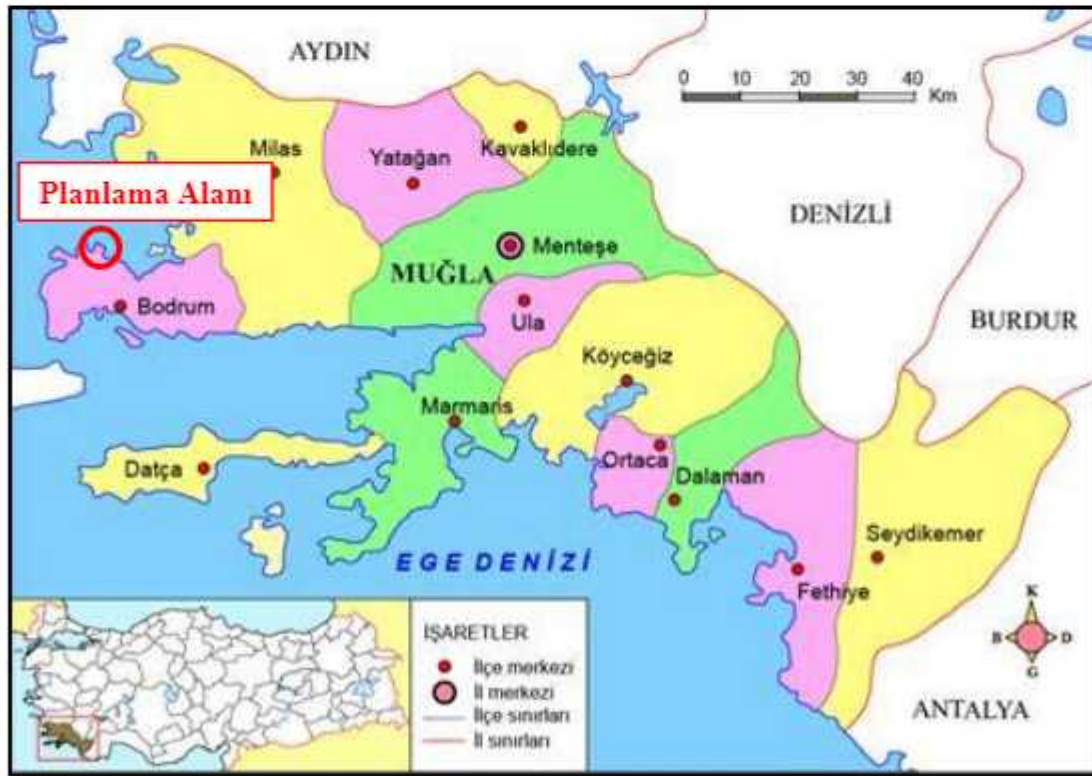 AYDIN
0 10 20 30 40
Km
Milas
Yatağan
Kavaklıdere
Planlama Alanı
DENİZLİ
Menteşe
MUĞLA
Bodrum
Ula
BURDUR
Köyceğiz
Marmaris
Datça
Ortaca
Dalaman
Seydikemer
EGE DENİZİ
Fethiye
İŞARETLER
İlçe merkezi
İl merkezi
İlçe sınırları
İl sınırları
K
B D
G
ANTALYA